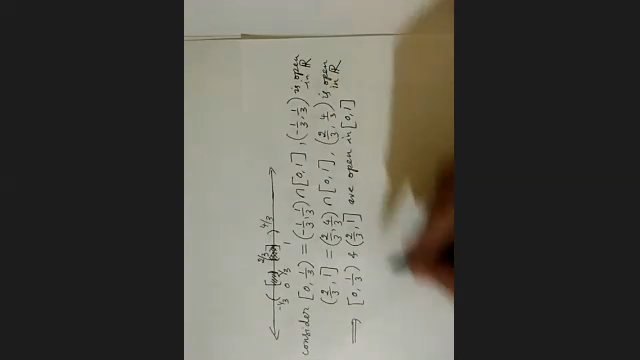 2/3 4/3
( [ ) ( ] )
-1/3 0 1/3 1
consider [0, 1/3) = (-1/3, 1/3) ∩ [0, 1], (-1/3, 1/3) is open in ℝ
(2/3, 1] = (2/3, 4/3) ∩ [0, 1], (2/3, 4/3) is open in ℝ
⟹ [0, 1/3) & (2/3, 1] are open in [0, 1]